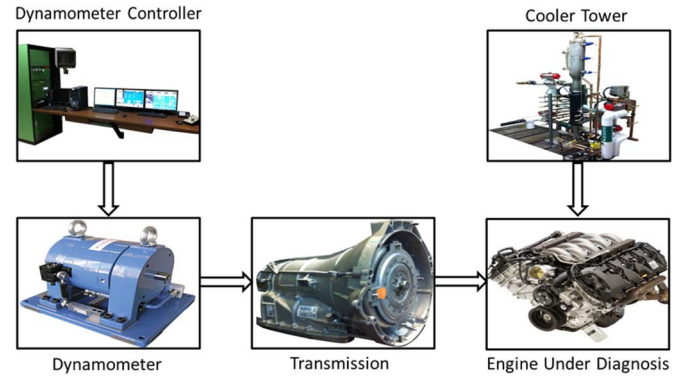 Dynamometer Controller
Cooler Tower
Dynamometer
Transmission
Engine Under Diagnosis